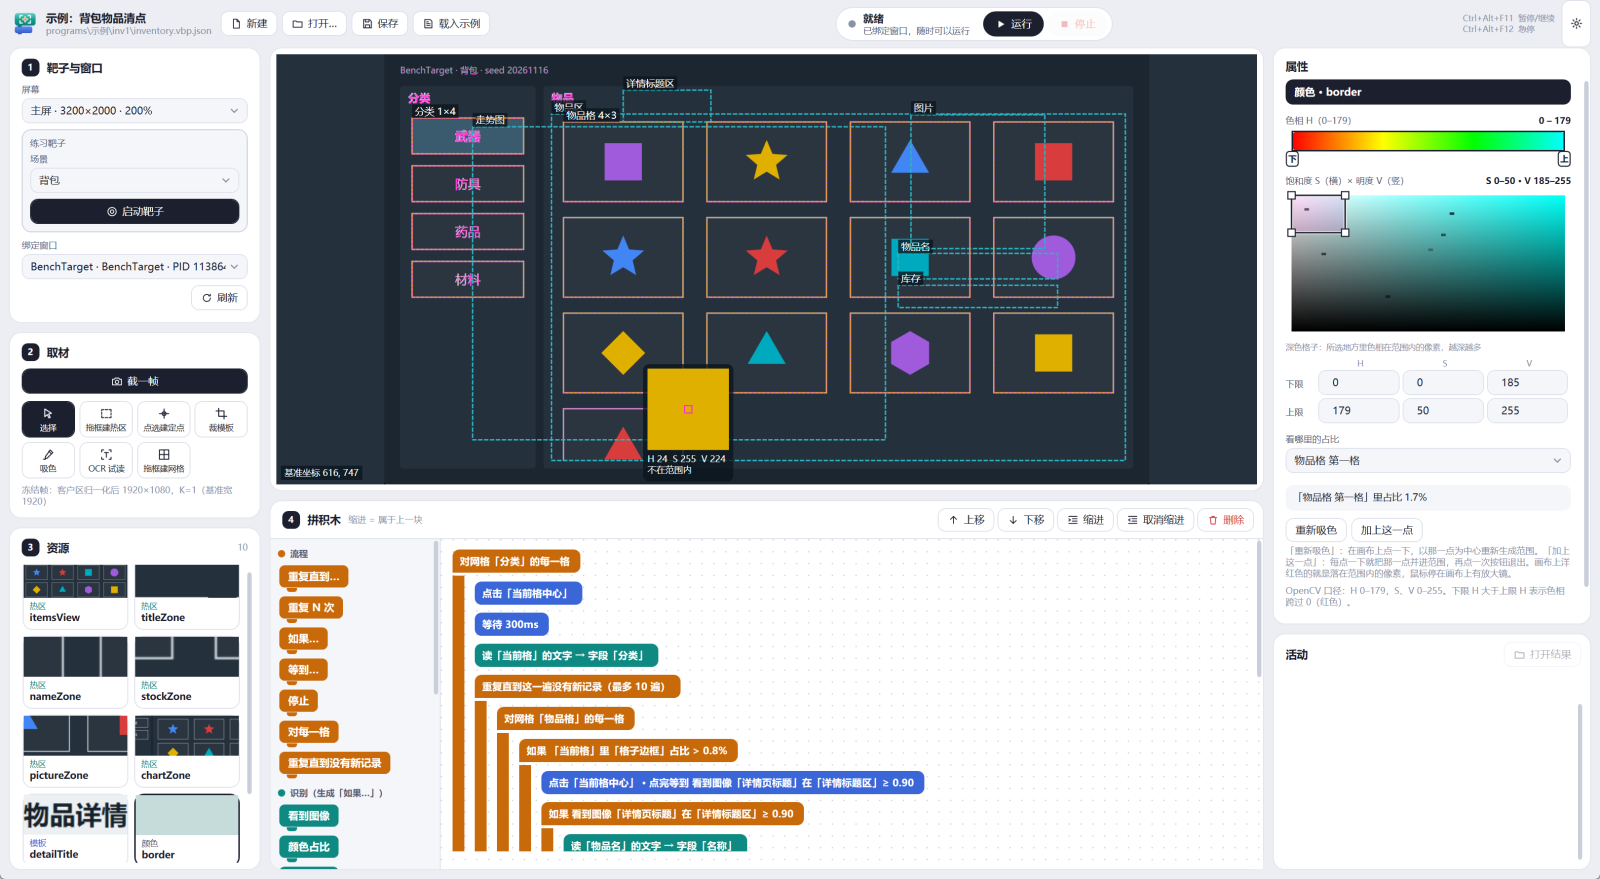 示例：背包物品清点
programs\示例\inv1\inventory.vbp.json
新建
打开...
保存
载入示例
就绪
已绑定窗口，随时可以运行
运行
停止
Ctrl+Alt+F11 暂停/继续
Ctrl+Alt+F12 急停
1 靶子与窗口
屏幕
主屏 · 3200×2000 · 200%
练习靶子
场景
背包
启动靶子
绑定窗口
BenchTarget · BenchTarget · PID 11386
刷新
2 取材
截一帧
选择
拖框建热区
点选建定点
裁模板
吸色
OCR 试读
拖框建网格
冻结帧：客户区归一化后 1920×1080，K=1（基准宽
1920）
3 资源
10
热区
itemsView
热区
titleZone
热区
nameZone
热区
stockZone
热区
pictureZone
热区
chartZone
物品详情
模板
detailTitle
颜色
border
BenchTarget · 背包 · seed 20261116
分类
分类 1×4
走势图
武器
防具
药品
材料
物品
物品区
物品格 4×3
详情标题区
图片
物品名
库存
H 24 S 255 V 224
不在范围内
基准坐标 616, 747
4 拼积木
缩进 = 属于上一块
上移
下移
缩进
取消缩进
删除
流程
重复直到...
重复 N 次
如果...
等到...
停止
对每一格
重复直到没有新记录
识别（生成「如果...」）
看到图像
颜色占比
对网格「分类」的每一格
点击「当前格中心」
等待 300ms
读「当前格」的文字 → 字段「分类」
重复直到这一遍没有新记录（最多 10 遍）
对网格「物品格」的每一格
如果 「当前格」里「格子边框」占比 > 0.8%
点击「当前格中心」 · 点完等到 看到图像「详情页标题」在「详情标题区」≥ 0.90
如果 看到图像「详情页标题」在「详情标题区」≥ 0.90
读「物品名」的文字 → 字段「名称」
属性
颜色 • border
色相 H（0–179）
0 – 179
下
上
饱和度 S（横）× 明度 V（竖）
S 0–50 • V 185–255
深色格子：所选地方里色相在范围内的像素，越深越多
H
S
V
下限
0
0
185
上限
179
50
255
看哪里的占比
物品格 第一格
「物品格 第一格」里占比 1.7%
重新吸色
加上这一点
「重新吸色」：在画布上点一下，以那一点为中心重新生成范围。「加上
这一点」：每点一下就把那一点并进范围，再点一次按钮退出。画布上洋
红色的就是落在范围内的像素，鼠标停在画布上有放大镜。
OpenCV 口径：H 0–179，S、V 0–255。下限 H 大于上限 H 表示色相
跨过 0（红色）。
活动
打开结果